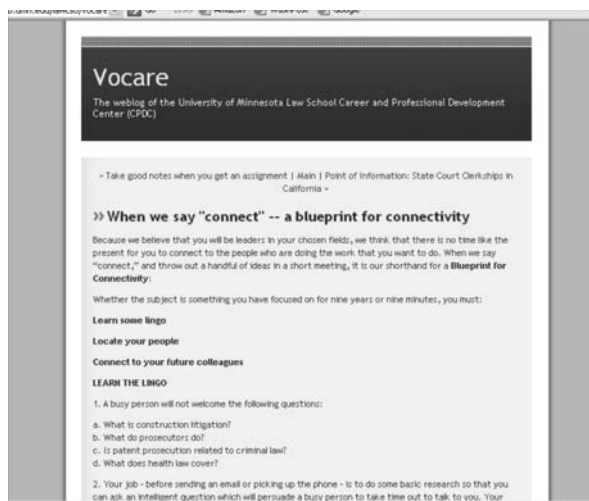 Go
Amazon
Google
Vocare
The weblog of the University of Minnesota Law School Career and Professional Development
Center (CPDC)
« Take good notes when you get an assignment | Main | Point of Information: State Court Clerkships in
California »
» When we say "connect" -- a blueprint for connectivity
Because we believe that you will be leaders in your chosen fields, we think that there is no time like the
present for you to connect to the people who are doing the work that you want to do. When we say
"connect," and throw out a handful of ideas in a short meeting, it is our shorthand for a Blueprint for
Connectivity:
Whether the subject is something you have focused on for nine years or nine minutes, you must:
Learn some lingo
Locate your people
Connect to your future colleagues
LEARN THE LINGO
1. A busy person will not welcome the following questions:
a. What is construction litigation?
b. What do prosecutors do?
c. Is patent prosecution related to criminal law?
d. What does health law cover?
2. Your job - before sending an email or picking up the phone - is to do some basic research so that you
can ask an intelligent question which will persuade a busy person to take time out to talk to you. Your